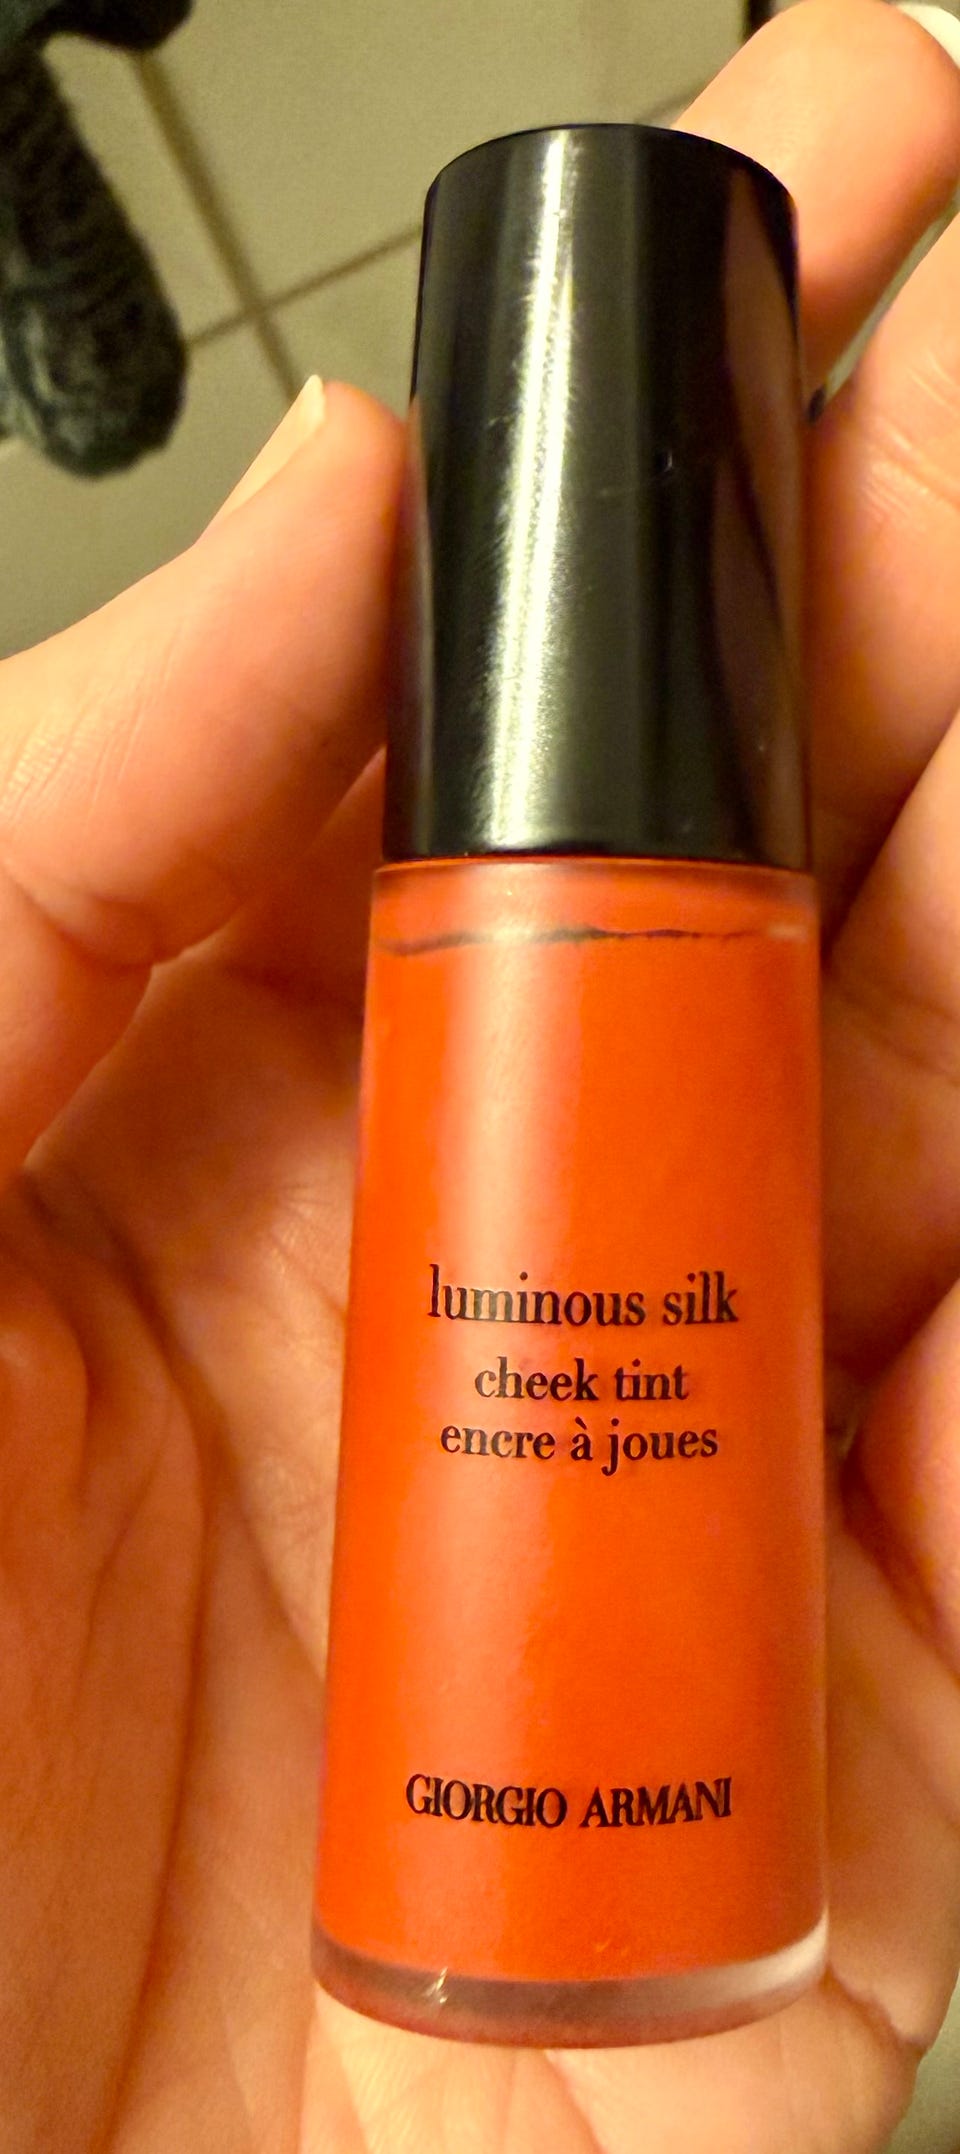 luminous silk
cheek tint
encre à joues
GIORGIO ARMANI